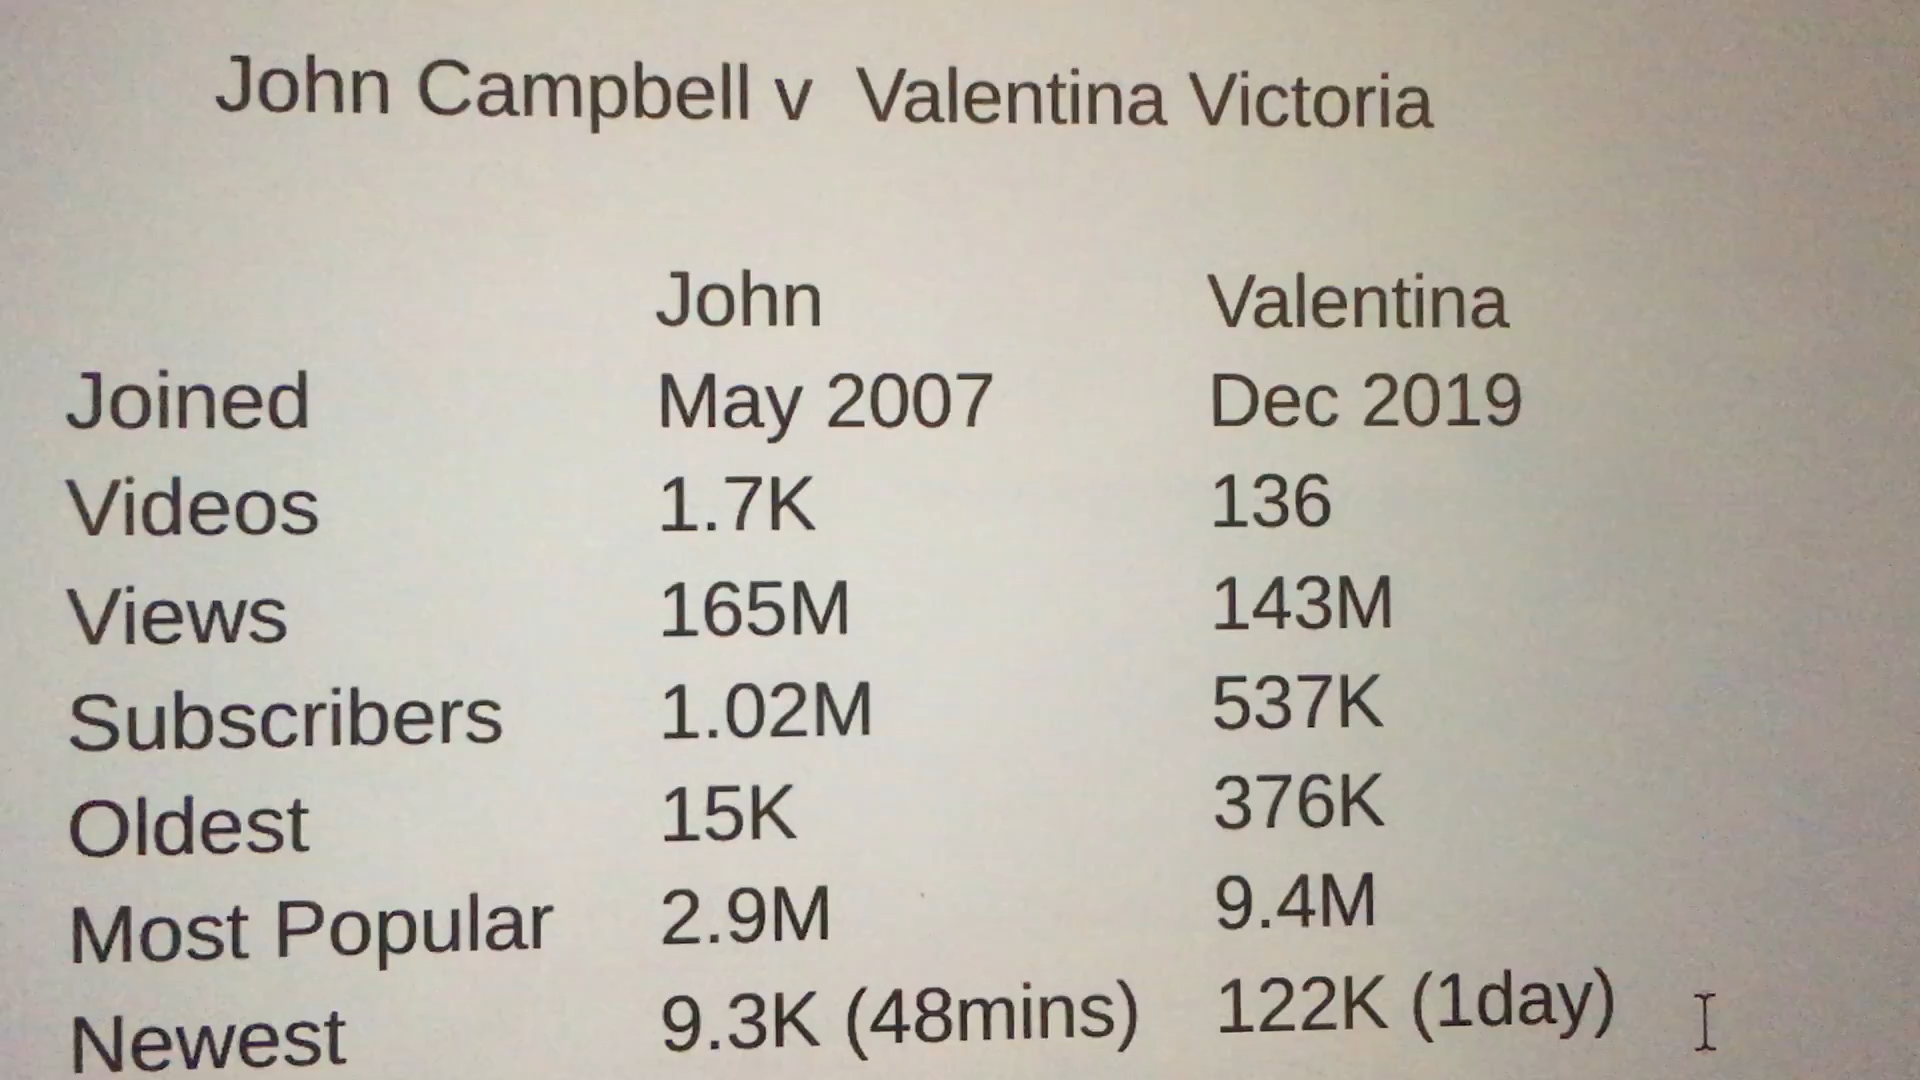 John Campbell v Valentina Victoria
John Valentina
Joined May 2007 Dec 2019
Videos 1.7K 136
Views 165M 143M
Subscribers 1.02M 537K
Oldest 15K 376K
Most Popular 2.9M 9.4M
Newest 9.3K (48mins) 122K (1day)